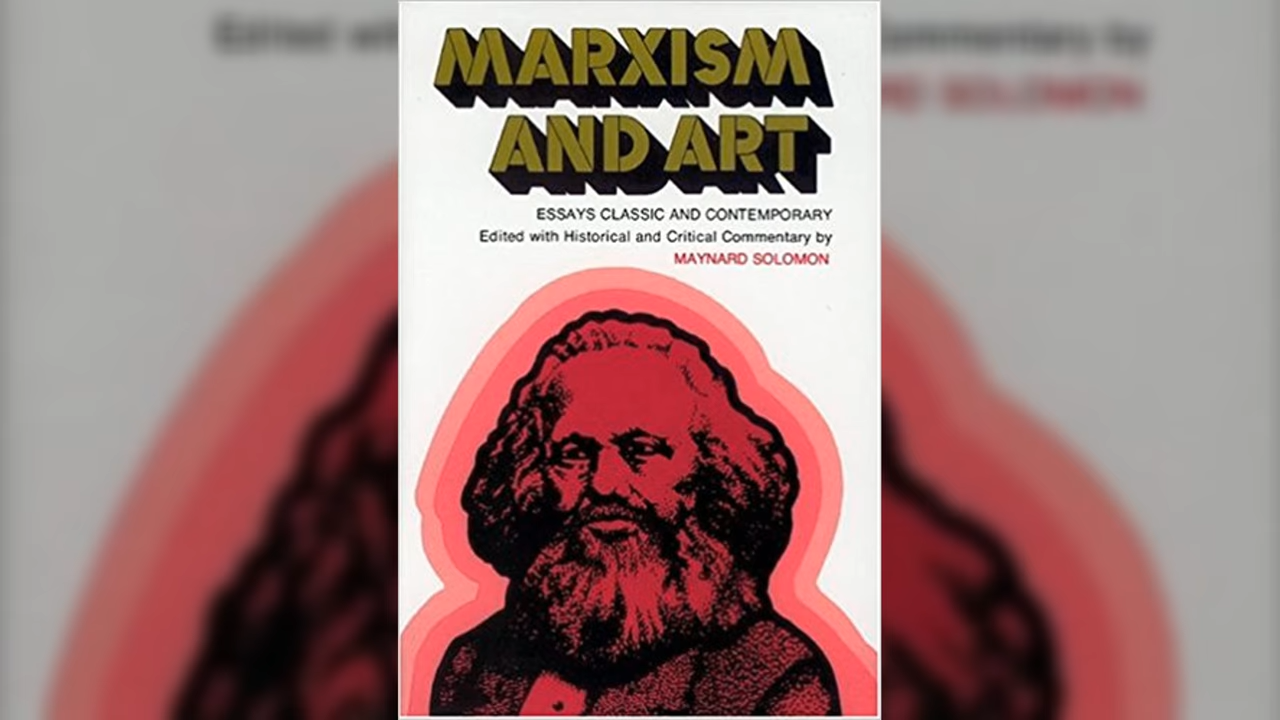 MARXISM
AND ART
ESSAYS CLASSIC AND CONTEMPORARY
Edited with Historical and Critical Commentary by
MAYNARD SOLOMON